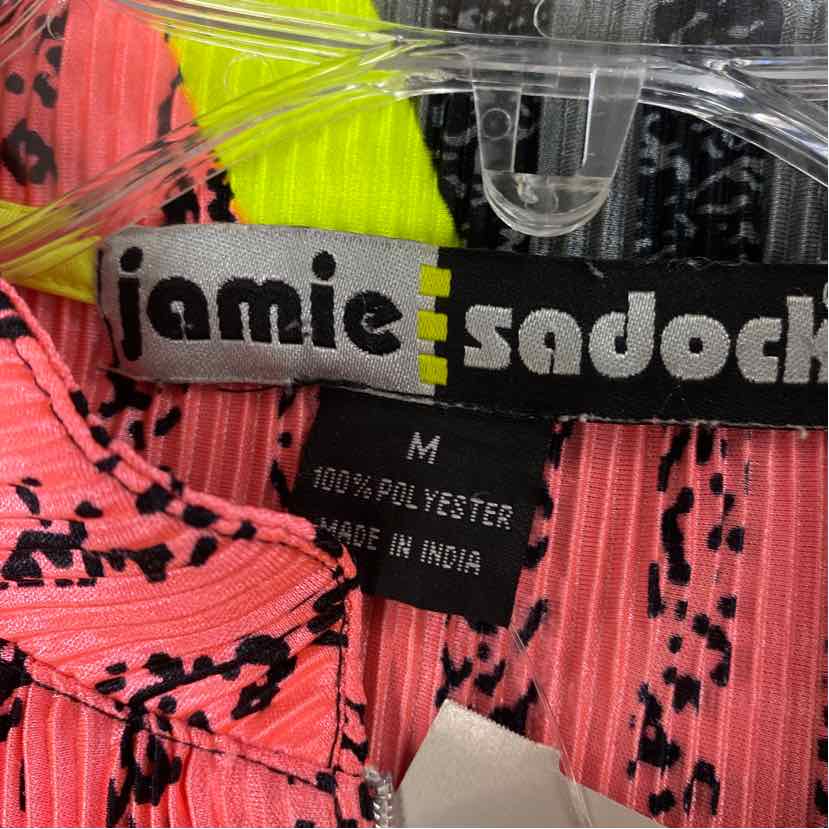 jamie sadock
M
100% POLYESTER
MADE IN INDIA